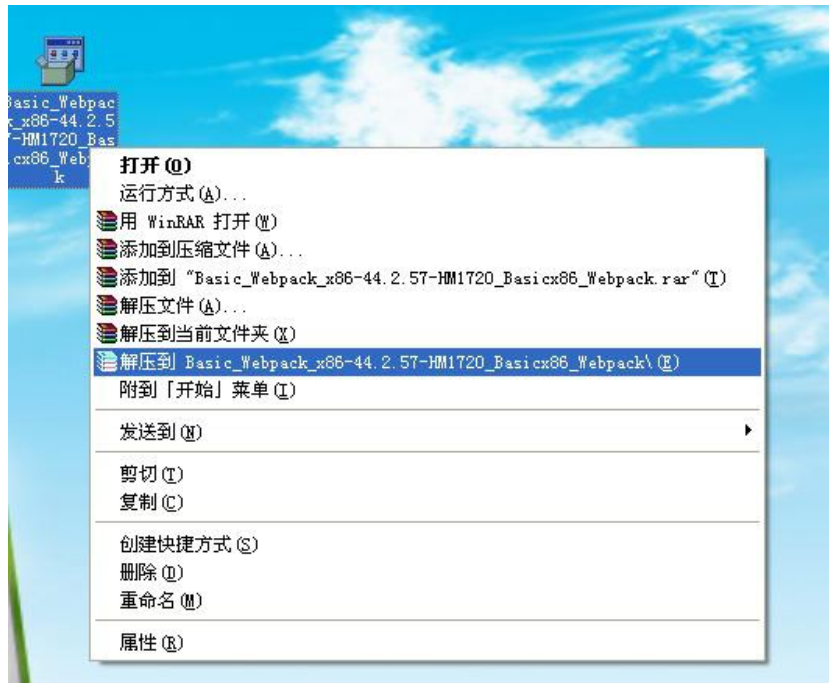 Basic_Webpac
k_x86-44.2.5
7-HM1720_Bas
icx86_Web
k
打开(O)
运行方式(A)...
用 WinRAR 打开(W)
添加到压缩文件(A)...
添加到 "Basic_Webpack_x86-44.2.57-HM1720_Basicx86_Webpack.rar"(T)
解压文件(A)...
解压到当前文件夹(X)
解压到 Basic_Webpack_x86-44.2.57-HM1720_Basicx86_Webpack\(E)
附到「开始」菜单(I)
发送到(N)
剪切(T)
复制(C)
创建快捷方式(S)
删除(D)
重命名(M)
属性(R)